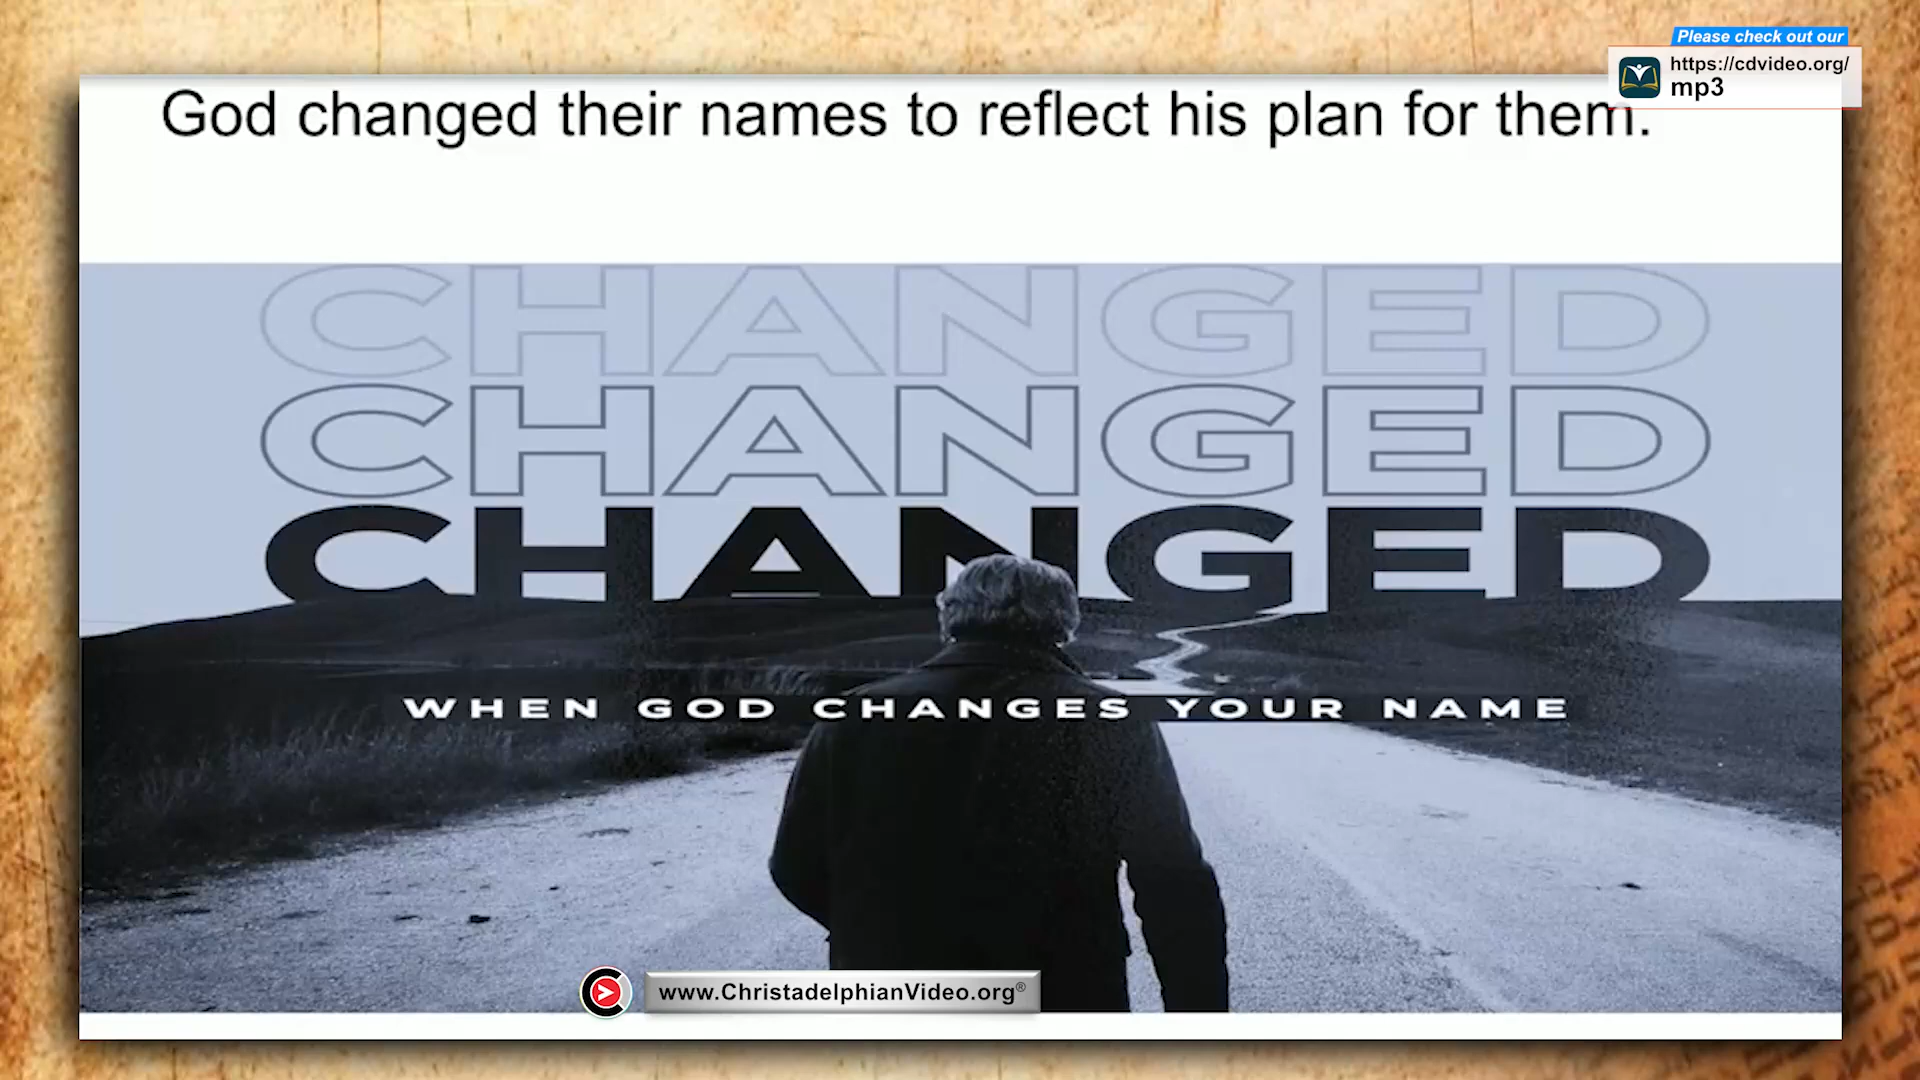 Please check out our
https://cdvideo.org/
mp3
God changed their names to reflect his plan for them.
CHANGED
CHANGED
CHANGED
WHEN GOD CHANGES YOUR NAME
www.ChristadelphianVideo.org®